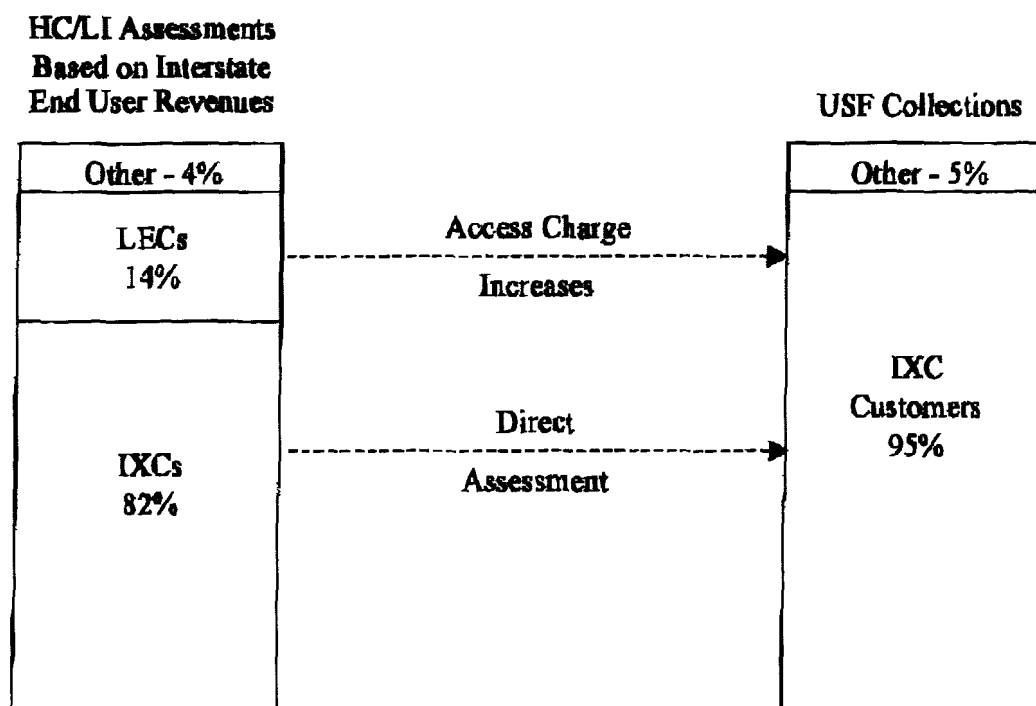 HC/LI Assessments
Based on Interstate
End User Revenues
USF Collections
Other - 4%
Other - 5%
LECs
14%
Access Charge
Increases
IXC
Customers
95%
Direct
Assessment
IXCs
82%